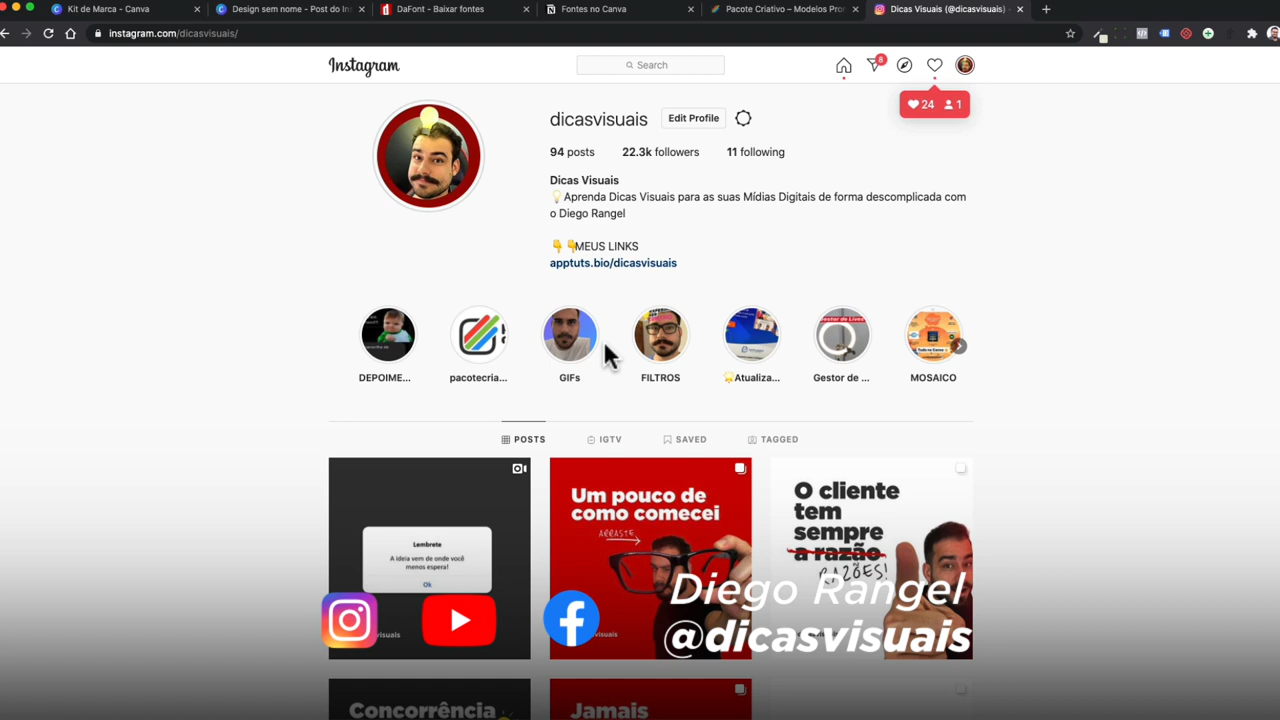 Kit de Marca - Canva
Design sem nome - Post do Ins
DaFont - Baixar fontes
Fontes no Canva
Pacote Criativo – Modelos Pron
Dicas Visuais (@dicasvisuais)
instagram.com/dicasvisuais/
Instagram
Search
8
24 1
dicasvisuais
Edit Profile
94 posts 22.3k followers 11 following
Dicas Visuais
💡Aprenda Dicas Visuais para as suas Mídias Digitais de forma descomplicada com
o Diego Rangel
👇👇MEUS LINKS
apptuts.bio/dicasvisuais
DEPOIME...
pacotecria...
GIFs
FILTROS
🌟Atualiza...
Gestor de ...
MOSAICO
POSTS
IGTV
SAVED
TAGGED
Lembrete
A ideia vem de onde você
menos espera!
Ok
Um pouco de
como comecei
ARRASTE
O cliente
tem
sempre
a razão.
RAZÕES!
Diego Rangel
@dicasvisuais
Concorrência
Jamais